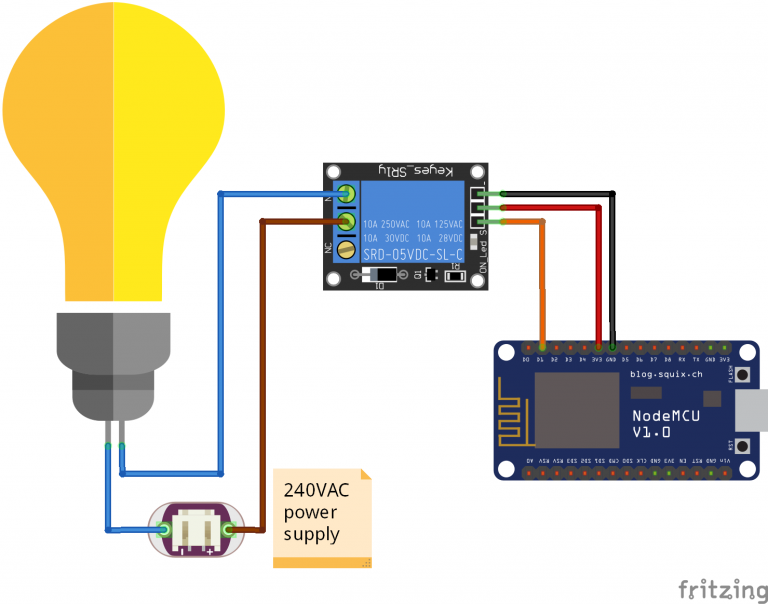 Keyes_SRly
N
NC
10A 250VAC 10A 125VAC
10A 30VDC 10A 28VDC
SRD-05VDC-SL-C
-
S
ON_Led
D1
Q1
R1
D0 D1 D2 D3 D4 3V3 GND D5 D6 D7 D8 RX TX GND 3V3
blog.squix.ch
FLASH
NodeMCU
V1.0
RST
A0 RSV RSV SD3 SD2 SD1 CMD SD0 CLK GND 3V3 EN RST GND Vin
240VAC
power
supply
- +
fritzing